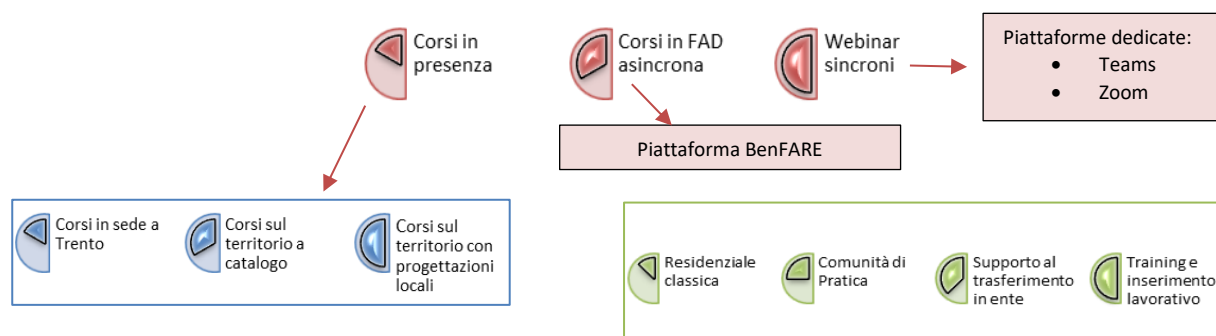 Corsi in
presenza
Corsi in FAD
asincrona
Webinar
sincroni
Piattaforme dedicate:
• Teams
• Zoom
Piattaforma BenFARE
Corsi in sede a
Trento
Corsi sul
territorio a
catalogo
Corsi sul
territorio con
progettazioni
locali
Residenziale
classica
Comunità di
Pratica
Supporto al
trasferimento
in ente
Training e
inserimento
lavorativo